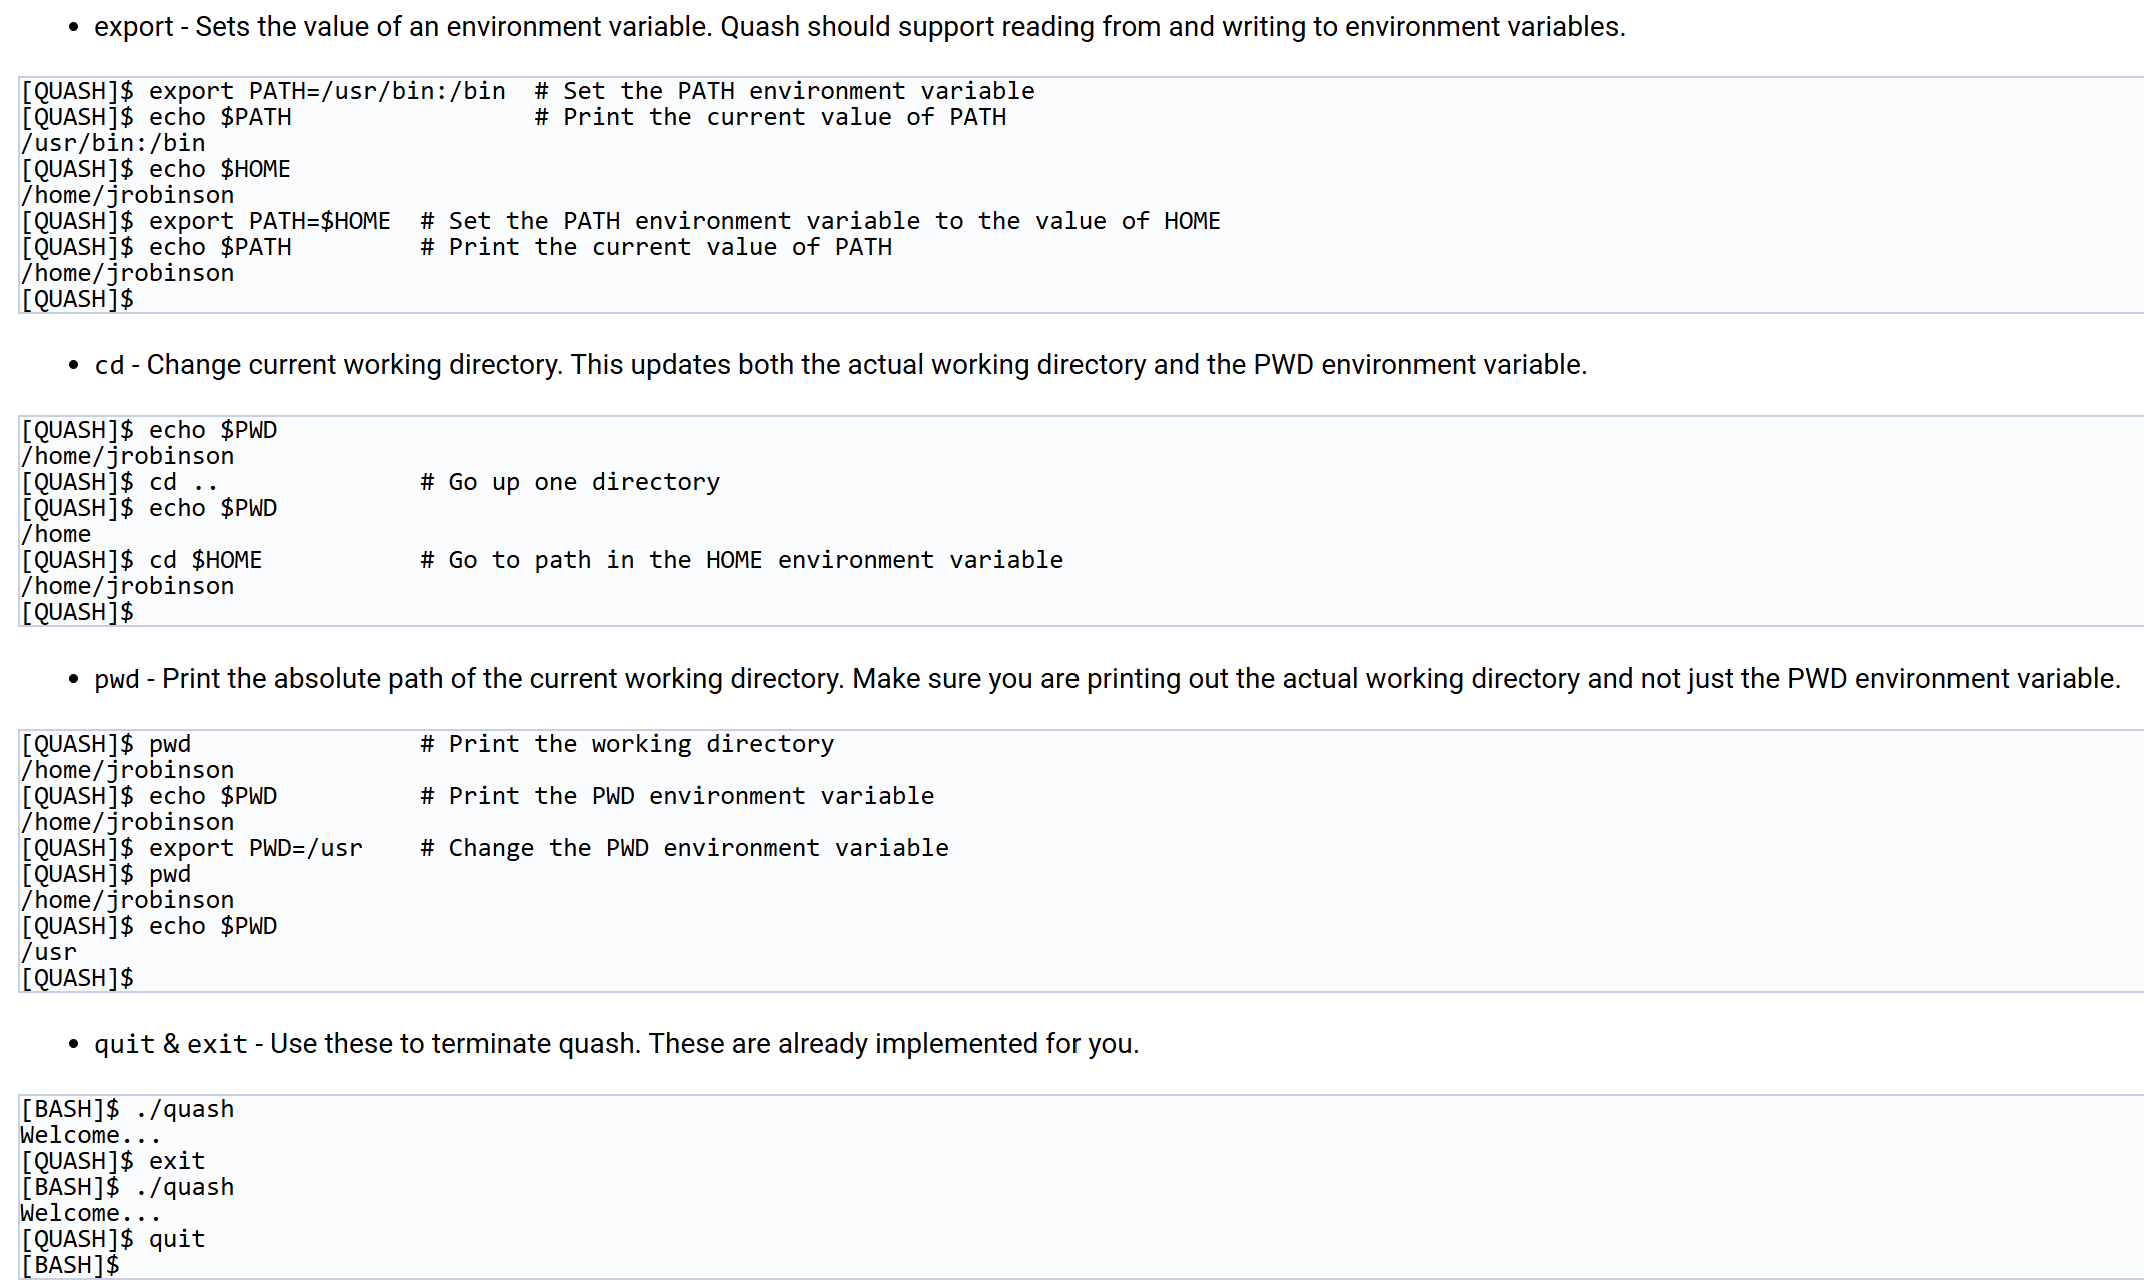 • export - Sets the value of an environment variable. Quash should support reading from and writing to environment variables.
[QUASH]$ export PATH=/usr/bin:/bin  # Set the PATH environment variable
[QUASH]$ echo $PATH                 # Print the current value of PATH
/usr/bin:/bin
[QUASH]$ echo $HOME
/home/jrobinson
[QUASH]$ export PATH=$HOME  # Set the PATH environment variable to the value of HOME
[QUASH]$ echo $PATH         # Print the current value of PATH
/home/jrobinson
[QUASH]$
• cd - Change current working directory. This updates both the actual working directory and the PWD environment variable.
[QUASH]$ echo $PWD
/home/jrobinson
[QUASH]$ cd ..              # Go up one directory
[QUASH]$ echo $PWD
/home
[QUASH]$ cd $HOME           # Go to path in the HOME environment variable
/home/jrobinson
[QUASH]$
• pwd - Print the absolute path of the current working directory. Make sure you are printing out the actual working directory and not just the PWD environment variable.
[QUASH]$ pwd                # Print the working directory
/home/jrobinson
[QUASH]$ echo $PWD          # Print the PWD environment variable
/home/jrobinson
[QUASH]$ export PWD=/usr    # Change the PWD environment variable
[QUASH]$ pwd
/home/jrobinson
[QUASH]$ echo $PWD
/usr
[QUASH]$
• quit & exit - Use these to terminate quash. These are already implemented for you.
[BASH]$ ./quash
Welcome...
[QUASH]$ exit
[BASH]$ ./quash
Welcome...
[QUASH]$ quit
[BASH]$